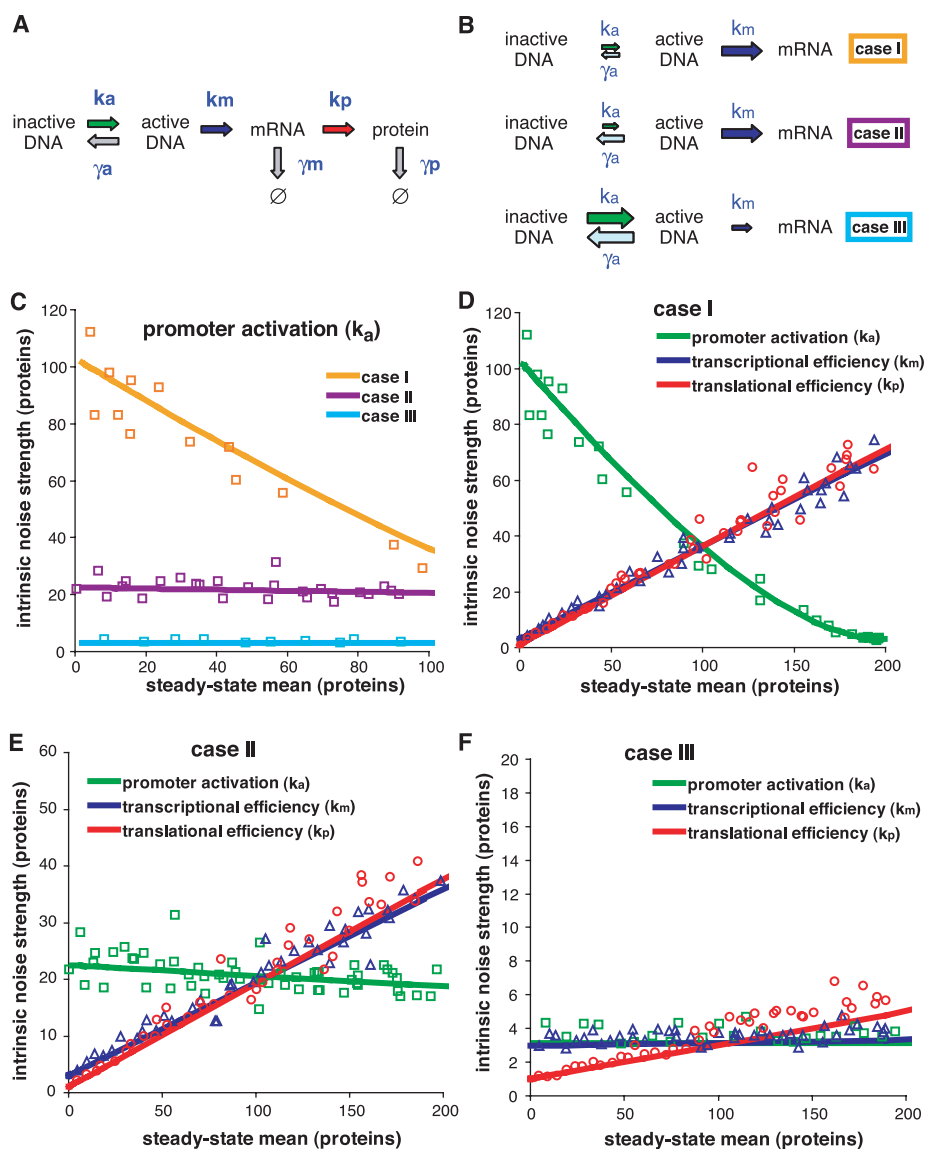 A
inactive DNA
ka
γa
active DNA
km
mRNA
kp
protein
γm
γp
∅
∅
B
inactive DNA
ka
γa
active DNA
km
mRNA
case I
inactive DNA
ka
γa
active DNA
km
mRNA
case II
inactive DNA
ka
γa
active DNA
km
mRNA
case III
C
promoter activation (ka)
case I
case II
case III
intrinsic noise strength (proteins)
120
100
80
60
40
20
0
0
20
40
60
80
100
steady-state mean (proteins)
D
case I
promoter activation (ka)
transcriptional efficiency (km)
translational efficiency (kp)
intrinsic noise strength (proteins)
120
100
80
60
40
20
0
0
50
100
150
200
steady-state mean (proteins)
E
case II
promoter activation (ka)
transcriptional efficiency (km)
translational efficiency (kp)
intrinsic noise strength (proteins)
60
50
40
30
20
10
0
0
50
100
150
200
steady-state mean (proteins)
F
case III
promoter activation (ka)
transcriptional efficiency (km)
translational efficiency (kp)
intrinsic noise strength (proteins)
20
18
16
14
12
10
8
6
4
2
0
0
50
100
150
200
steady-state mean (proteins)